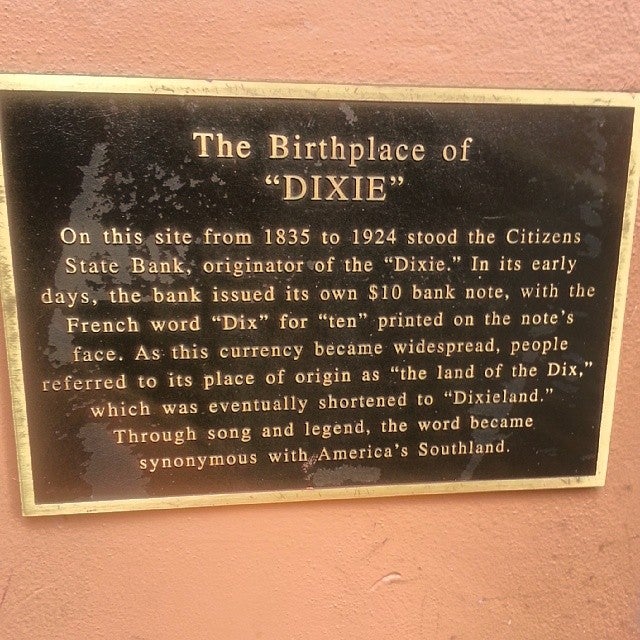 The Birthplace of
“DIXIE”
On this site from 1835 to 1924 stood the Citizens
State Bank, originator of the “Dixie.” In its early
days, the bank issued its own $10 bank note, with the
French word “Dix” for “ten” printed on the note’s
face. As this currency became widespread, people
referred to its place of origin as “the land of the Dix,”
which was eventually shortened to “Dixieland.”
Through song and legend, the word became
synonymous with America’s Southland.